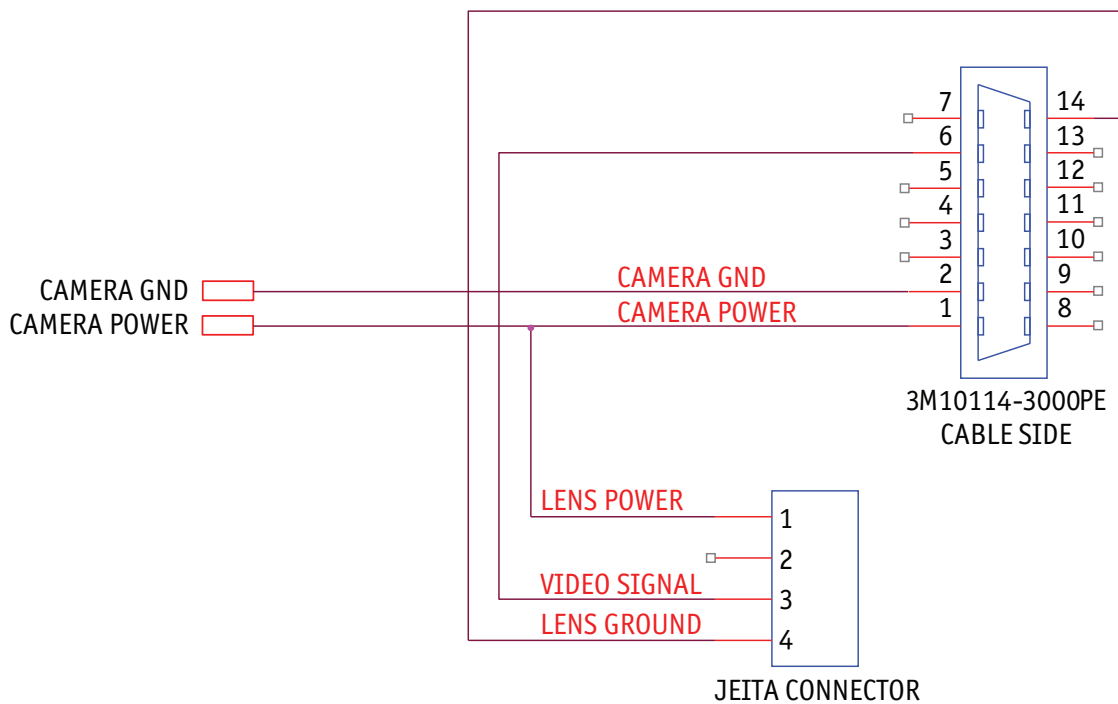 7
14
6
13
5
12
4
11
3
10
CAMERA GND
CAMERA GND
2
9
CAMERA POWER
CAMERA POWER
1
8
3M10114-3000PE
CABLE SIDE
LENS POWER
1
2
VIDEO SIGNAL
3
LENS GROUND
4
JEITA CONNECTOR